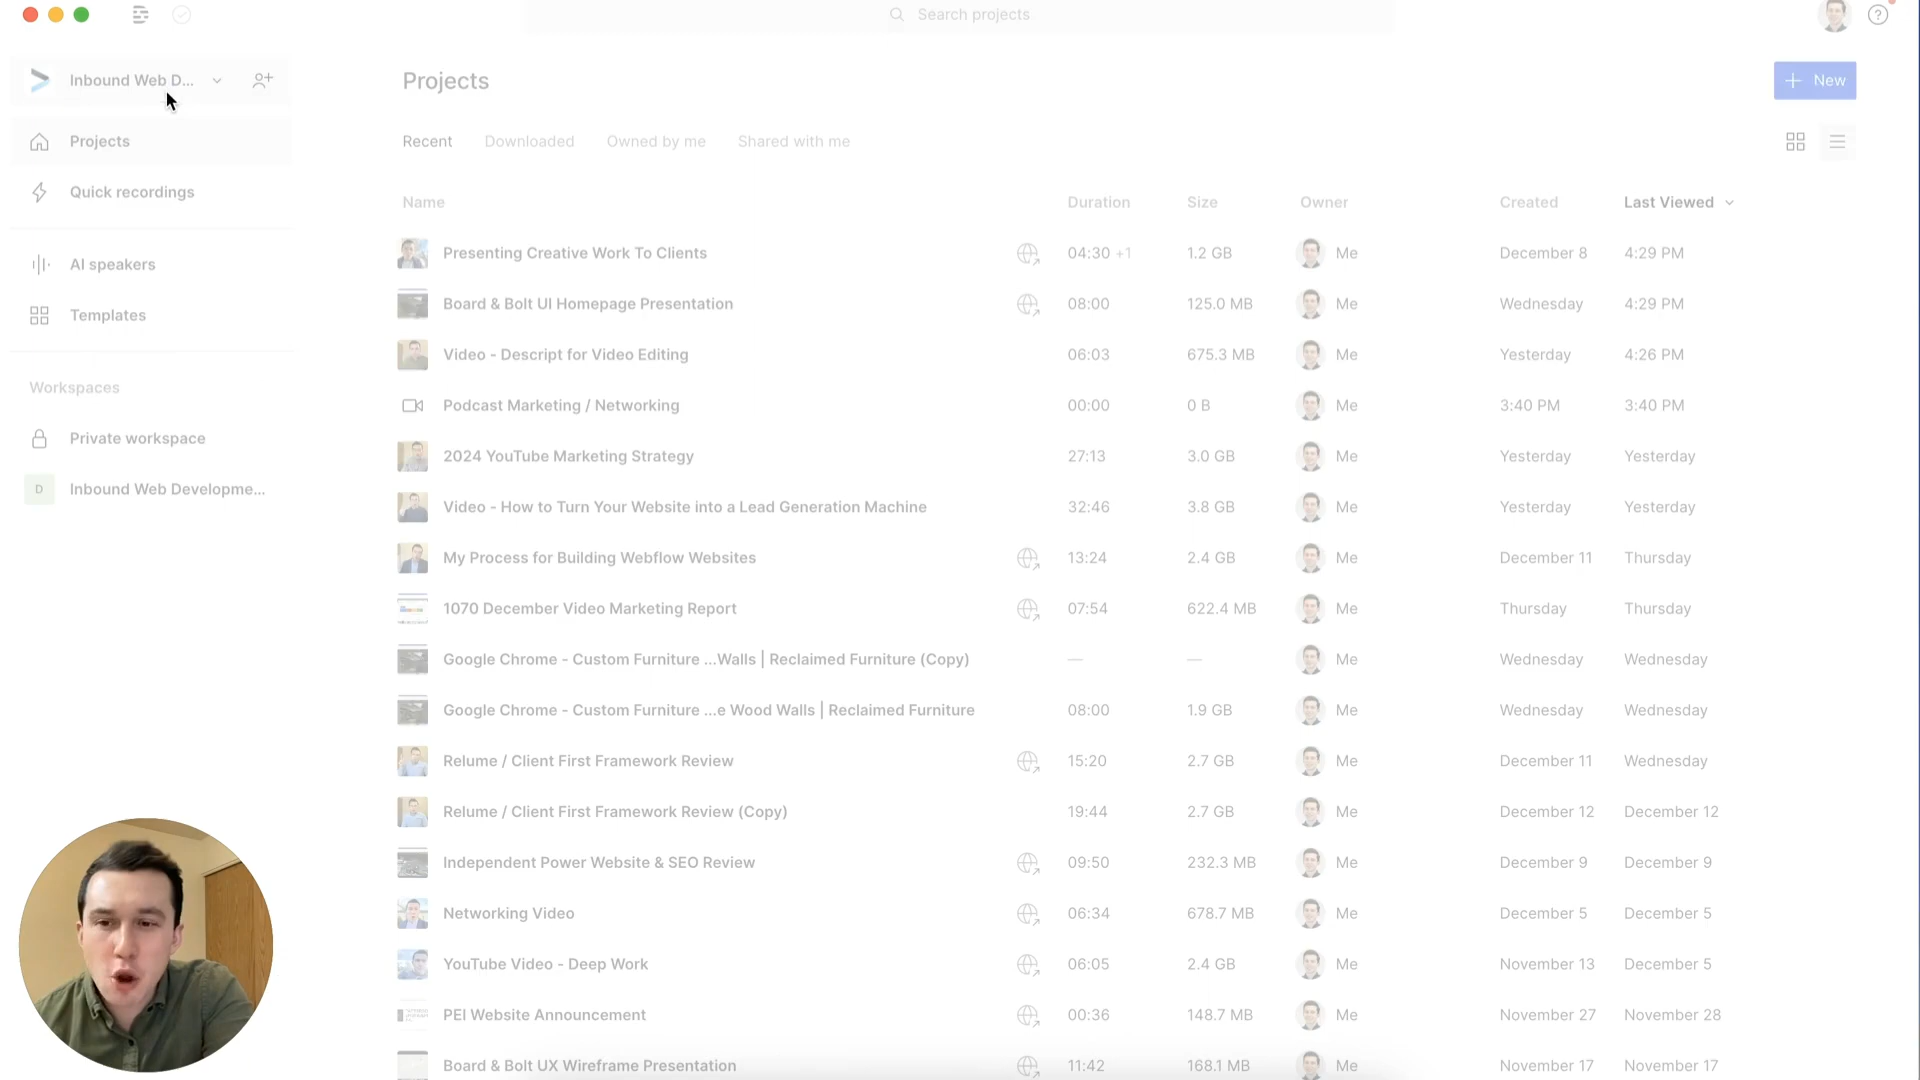 Search projects
Inbound Web D...
Projects
Quick recordings
AI speakers
Templates
Workspaces
Private workspace
D
Inbound Web Developme...
Projects
New
Recent Downloaded Owned by me Shared with me
Name Duration Size Owner Created Last Viewed
Presenting Creative Work To Clients 04:30 +1 1.2 GB Me December 8 4:29 PM
Board & Bolt UI Homepage Presentation 08:00 125.0 MB Me Wednesday 4:29 PM
Video - Descript for Video Editing 06:03 675.3 MB Me Yesterday 4:26 PM
Podcast Marketing / Networking 00:00 0 B Me 3:40 PM 3:40 PM
2024 YouTube Marketing Strategy 27:13 3.0 GB Me Yesterday Yesterday
Video - How to Turn Your Website into a Lead Generation Machine 32:46 3.8 GB Me Yesterday Yesterday
My Process for Building Webflow Websites 13:24 2.4 GB Me December 11 Thursday
1070 December Video Marketing Report 07:54 622.4 MB Me Thursday Thursday
Google Chrome - Custom Furniture ...Walls | Reclaimed Furniture (Copy) — — Me Wednesday Wednesday
Google Chrome - Custom Furniture ...e Wood Walls | Reclaimed Furniture 08:00 1.9 GB Me Wednesday Wednesday
Relume / Client First Framework Review 15:20 2.7 GB Me December 11 Wednesday
Relume / Client First Framework Review (Copy) 19:44 2.7 GB Me December 12 December 12
Independent Power Website & SEO Review 09:50 232.3 MB Me December 9 December 9
Networking Video 06:34 678.7 MB Me December 5 December 5
YouTube Video - Deep Work 06:05 2.4 GB Me November 13 December 5
PEI Website Announcement 00:36 148.7 MB Me November 27 November 28
Board & Bolt UX Wireframe Presentation 11:42 168.1 MB Me November 17 November 17